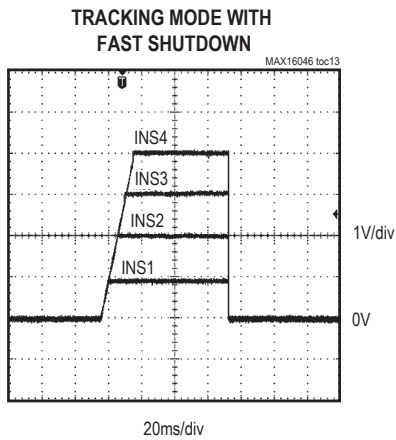 TRACKING MODE WITH
FAST SHUTDOWN
MAX16046 toc13
T
INS4
INS3
INS2
1V/div
INS1
0V
20ms/div